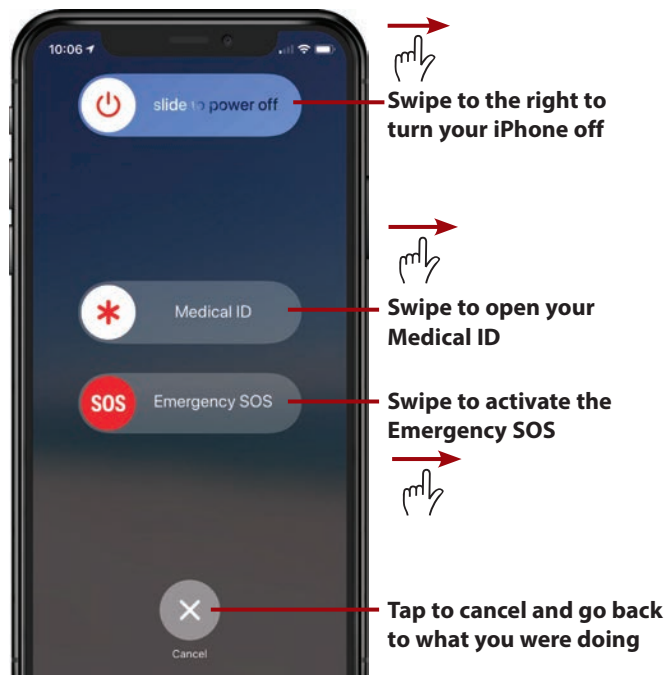 10:06
slide to power off
Swipe to the right to
turn your iPhone off
Medical ID
Swipe to open your
Medical ID
SOS
Emergency SOS
Swipe to activate the
Emergency SOS
Tap to cancel and go back
to what you were doing
Cancel